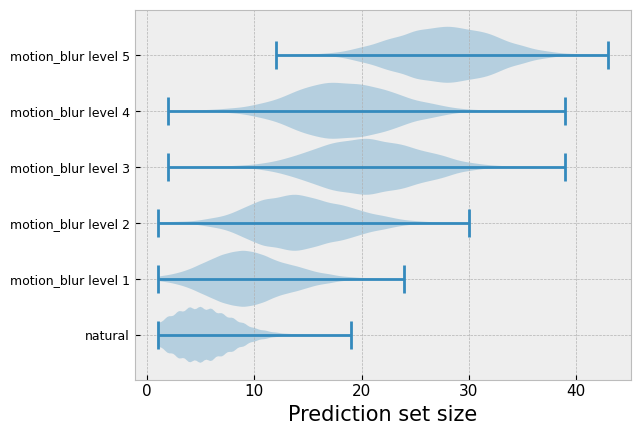 motion_blur level 5
motion_blur level 4
motion_blur level 3
motion_blur level 2
motion_blur level 1
natural
0 10 20 30 40
Prediction set size